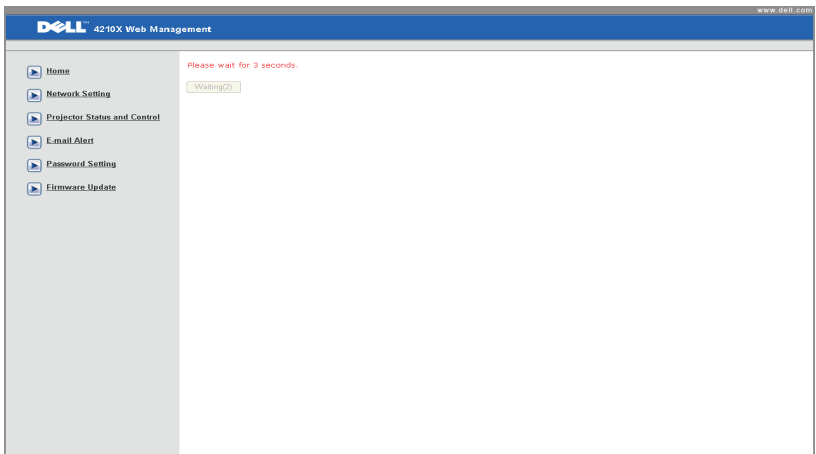 www.dell.com
DELL™ 4210X Web Management
Home
Network Setting
Projector Status and Control
E-mail Alert
Password Setting
Firmware Update
Please wait for 3 seconds.
Waiting(2)